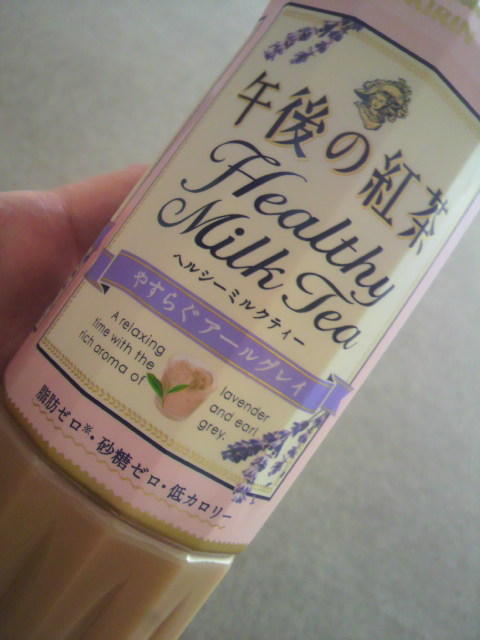 KIRIN
午後の紅茶
Healthy
Milk Tea
ヘルシーミルクティー
やすらぐアールグレイ
A relaxing
time with the
rich aroma of
lavender
and earl
grey.
脂肪ゼロ※・砂糖ゼロ・低カロリー